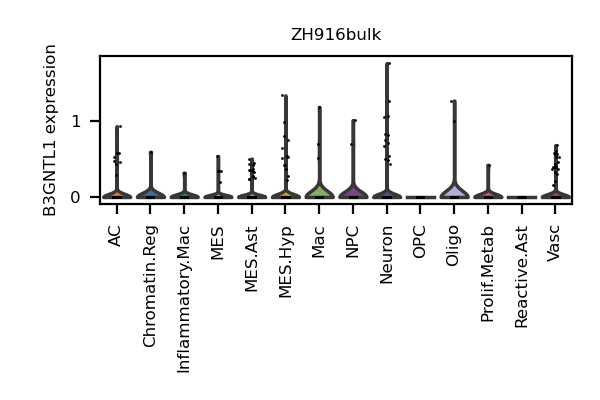 ZH916bulk
B3GNTL1 expression
1
0
AC
Chromatin.Reg
Inflammatory.Mac
MES
MES.Ast
MES.Hyp
Mac
NPC
Neuron
OPC
Oligo
Prolif.Metab
Reactive.Ast
Vasc